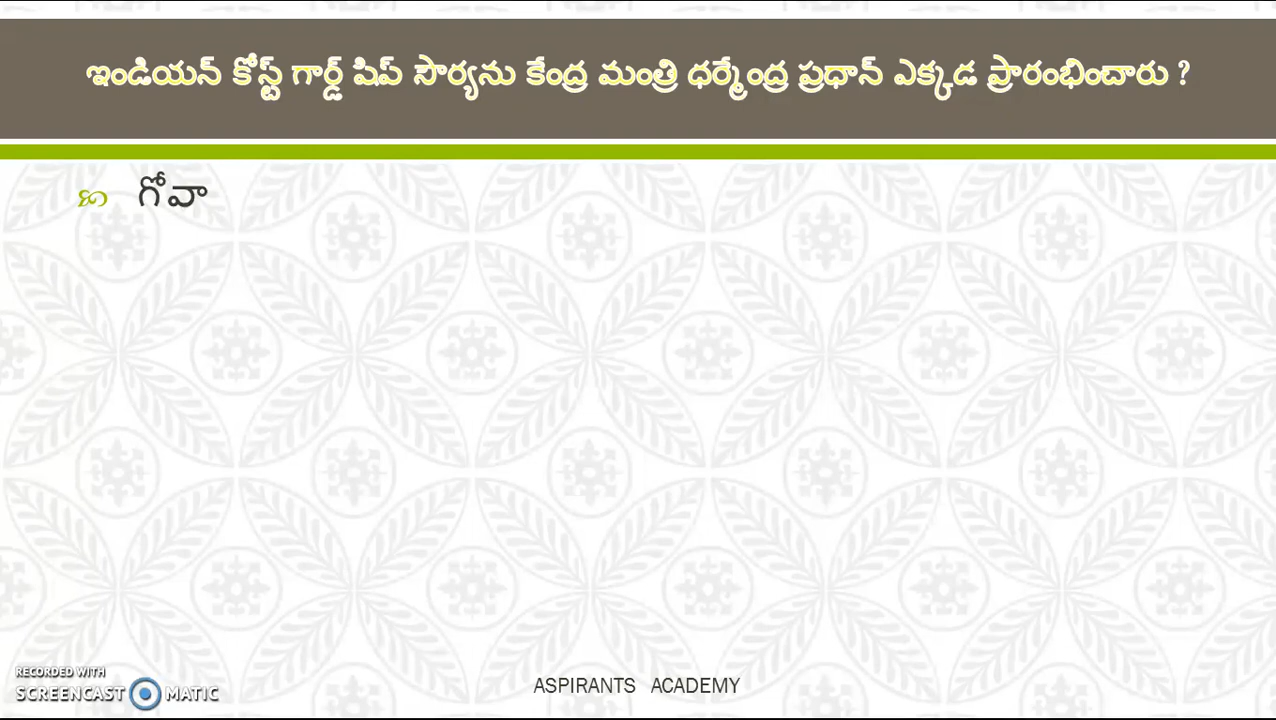 ఇండియన్ కోస్ట్ గార్డ్ షిప్ సౌర్యను కేంద్ర మంత్రి ధర్మేంద్ర ప్రధాన్ ఎక్కడ ప్రారంభించారు ?
గోవా
RECORDED WITH
SCREENCAST MATIC
ASPIRANTS ACADEMY